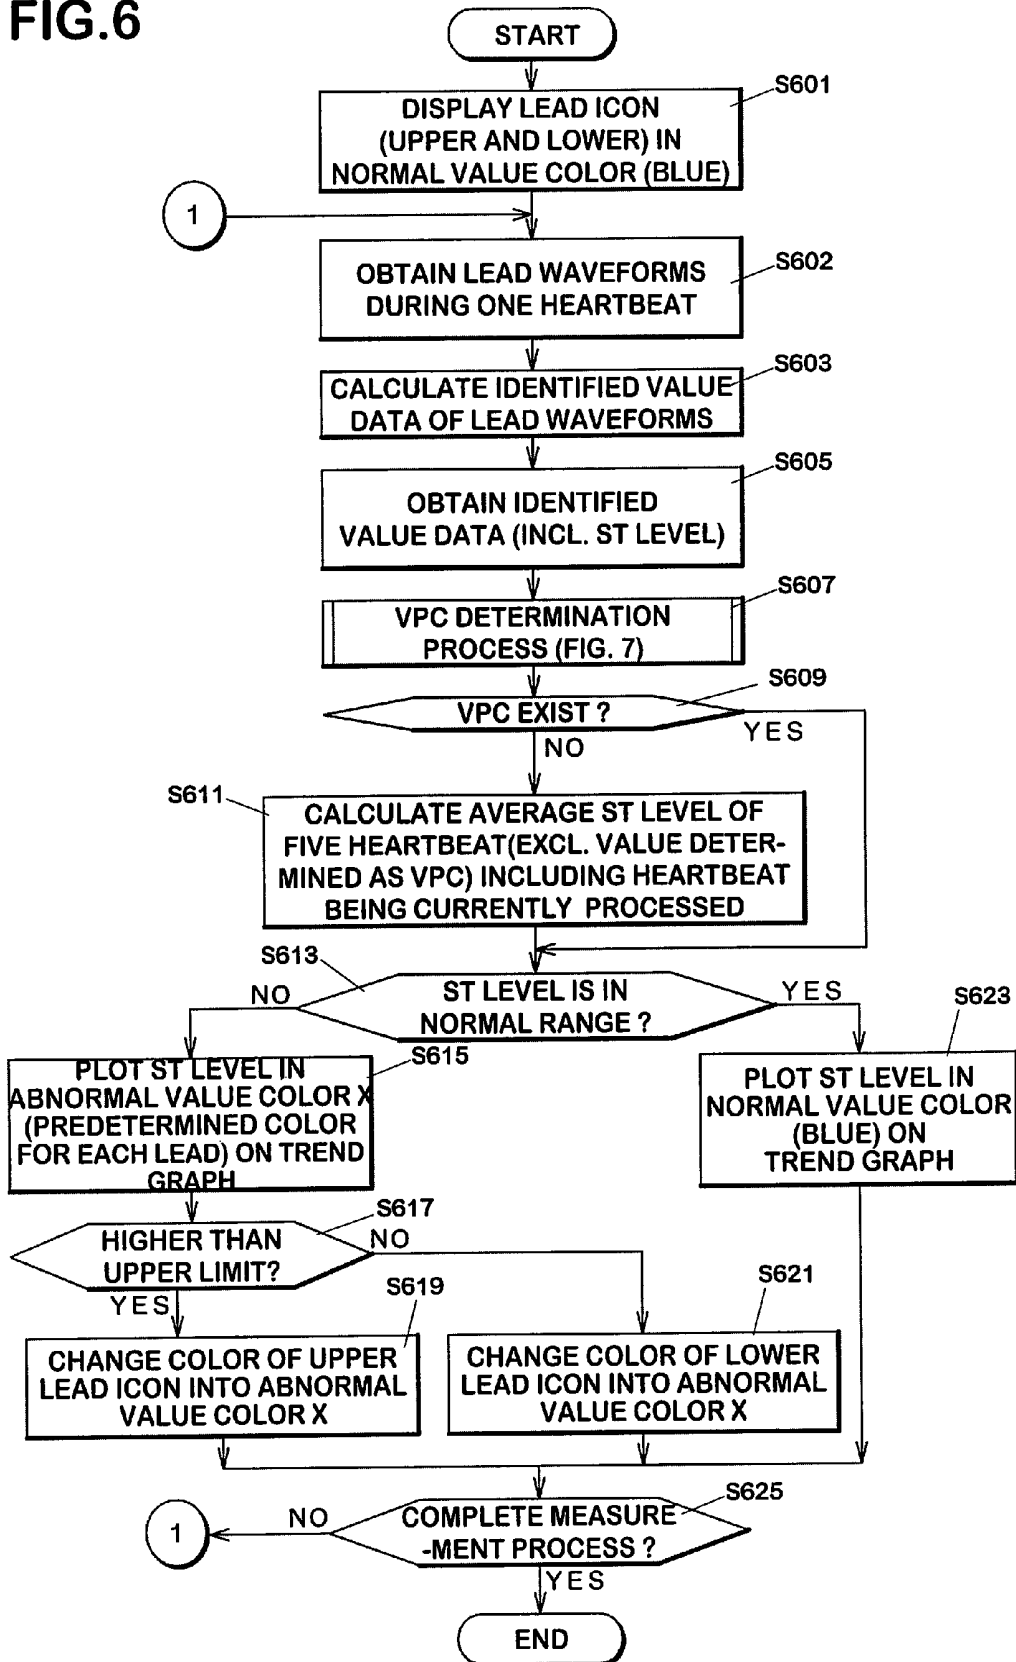 FIG.6
START
S601
DISPLAY LEAD ICON
(UPPER AND LOWER) IN
NORMAL VALUE COLOR (BLUE)
1
S602
OBTAIN LEAD WAVEFORMS
DURING ONE HEARTBEAT
S603
CALCULATE IDENTIFIED VALUE
DATA OF LEAD WAVEFORMS
S605
OBTAIN IDENTIFIED
VALUE DATA (INCL. ST LEVEL)
S607
VPC DETERMINATION
PROCESS (FIG. 7)
S609
VPC EXIST ?
YES
NO
S611
CALCULATE AVERAGE ST LEVEL OF
FIVE HEARTBEAT(EXCL. VALUE DETER-
MINED AS VPC) INCLUDING HEARTBEAT
BEING CURRENTLY PROCESSED
S613
ST LEVEL IS IN
NORMAL RANGE ?
NO
YES
S615
PLOT ST LEVEL IN
ABNORMAL VALUE COLOR X
(PREDETERMINED COLOR
FOR EACH LEAD) ON TREND
GRAPH
S623
PLOT ST LEVEL IN
NORMAL VALUE COLOR
(BLUE) ON
TREND GRAPH
S617
HIGHER THAN
UPPER LIMIT?
NO
YES
S619
CHANGE COLOR OF UPPER
LEAD ICON INTO ABNORMAL
VALUE COLOR X
S621
CHANGE COLOR OF LOWER
LEAD ICON INTO ABNORMAL
VALUE COLOR X
S625
COMPLETE MEASURE
-MENT PROCESS ?
NO
1
YES
END